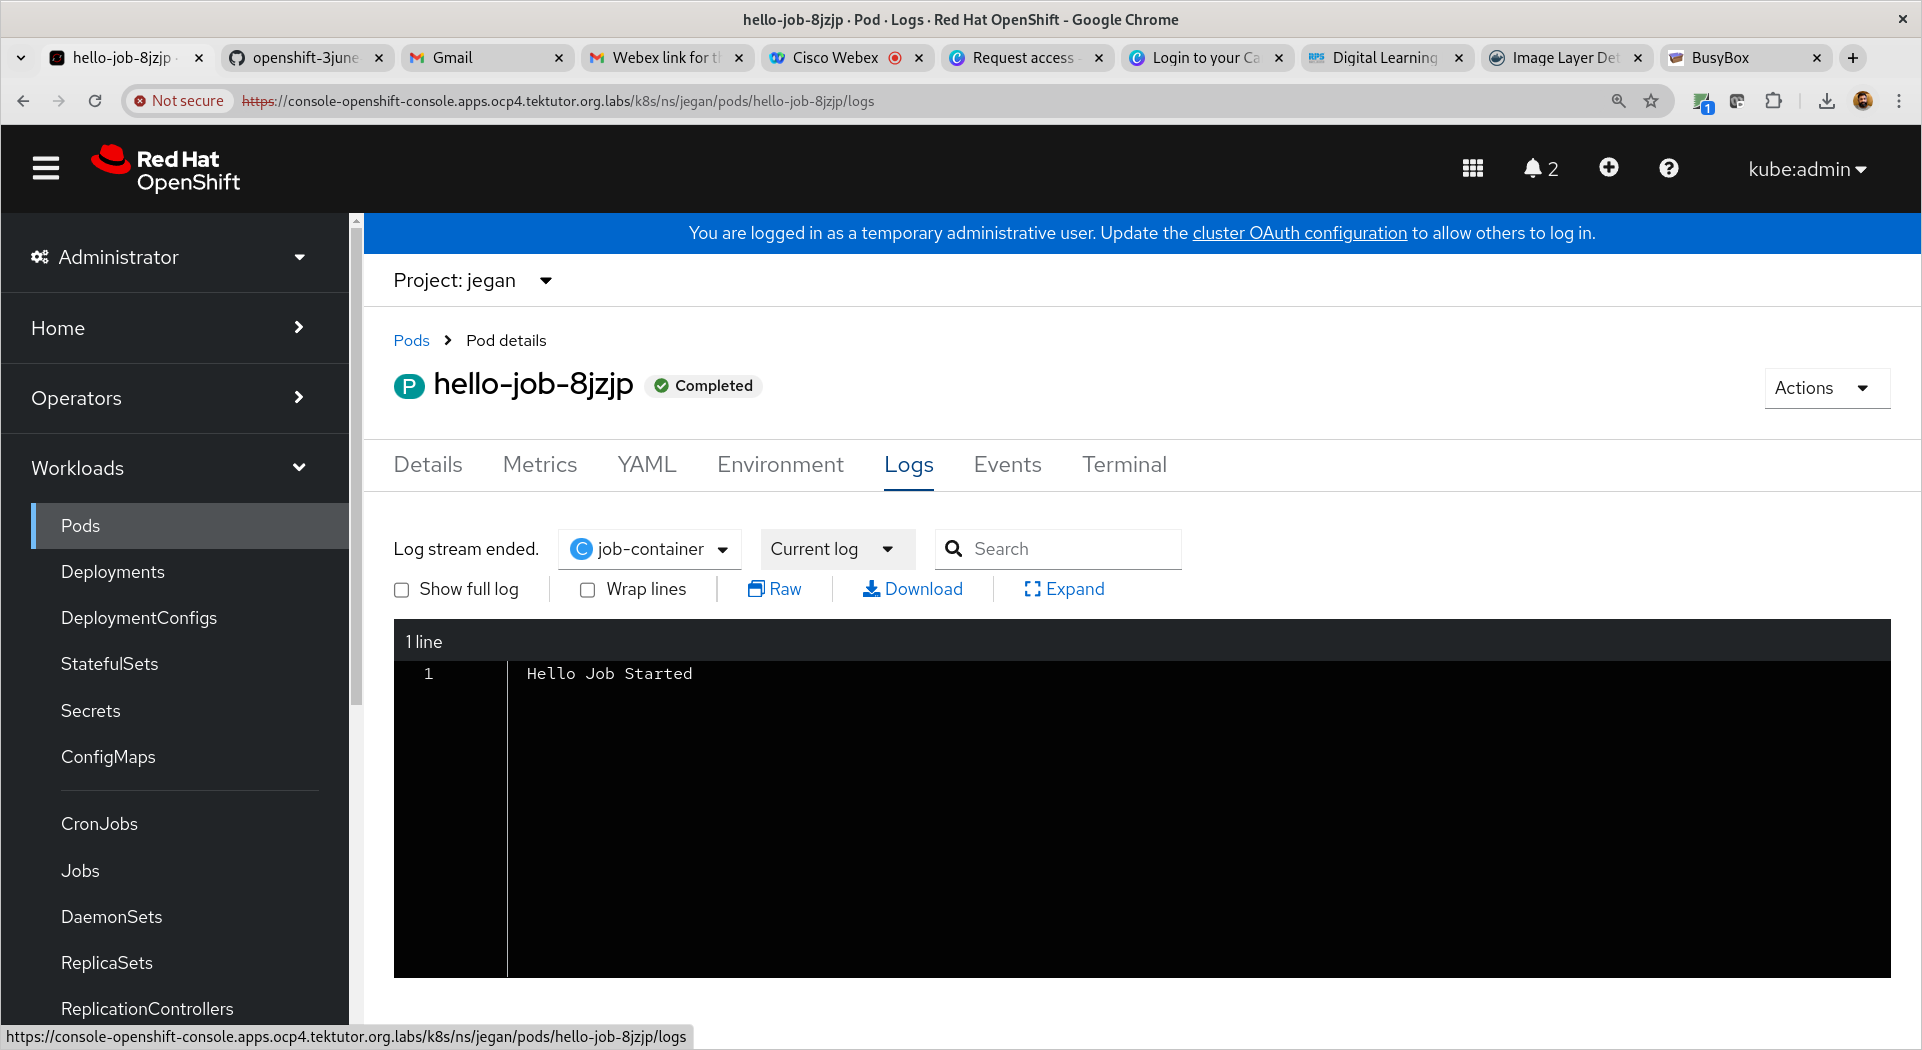 hello-job-8jzjp · Pod · Logs · Red Hat OpenShift - Google Chrome
hello-job-8jzjp · openshift-3june Gmail Webex link for th Cisco Webex Request access - Login to your Ca RPS Digital Learning Image Layer Det BusyBox
Not secure https://console-openshift-console.apps.ocp4.tektutor.org.labs/k8s/ns/jegan/pods/hello-job-8jzjp/logs 1
Red Hat
OpenShift
2 kube:admin
You are logged in as a temporary administrative user. Update the cluster OAuth configuration to allow others to log in.
Administrator
Home
Operators
Workloads
Pods
Deployments
DeploymentConfigs
StatefulSets
Secrets
ConfigMaps
CronJobs
Jobs
DaemonSets
ReplicaSets
ReplicationControllers
Project: jegan
Pods Pod details
P hello-job-8jzjp Completed
Actions
Details Metrics YAML Environment Logs Events Terminal
Log stream ended. C job-container Current log Search
Show full log Wrap lines Raw Download Expand
1 line
1 Hello Job Started
https://console-openshift-console.apps.ocp4.tektutor.org.labs/k8s/ns/jegan/pods/hello-job-8jzjp/logs